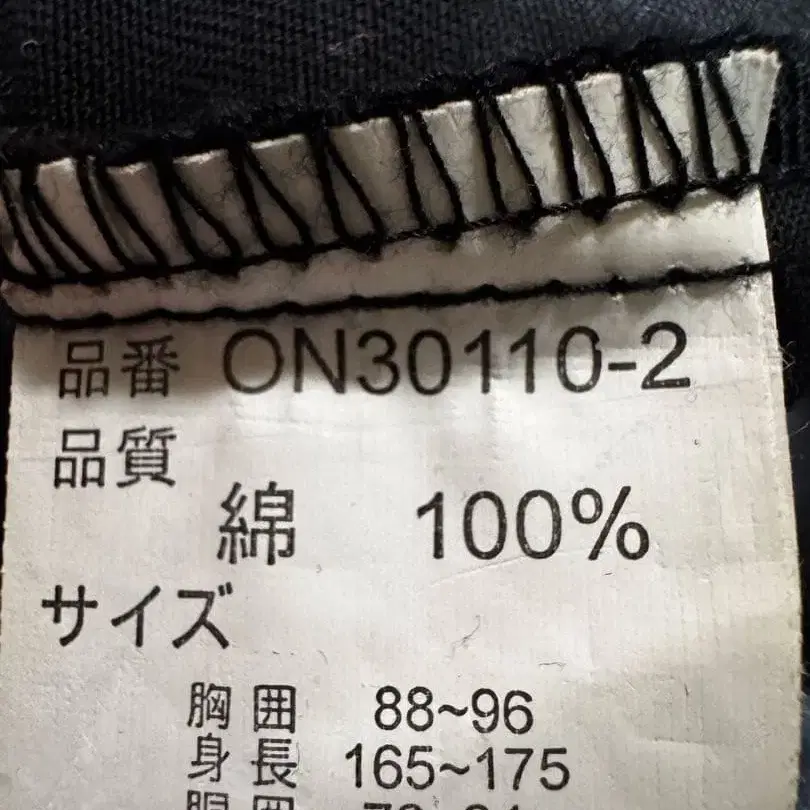 品番 ON30110-2
品質
綿 100%
サイズ
胸囲 88~96
身長 165~175